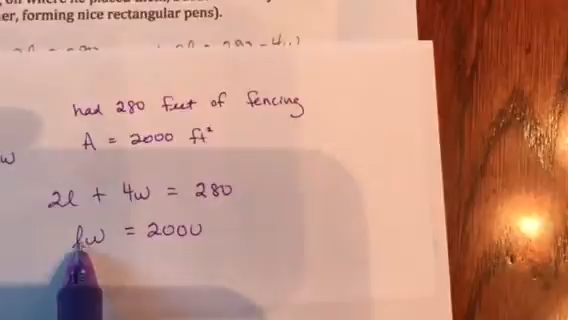 er, forming nice rectangular pens).
had 280 feet of fencing
A = 2000 ft²
w
2l + 4w = 280
lw = 2000